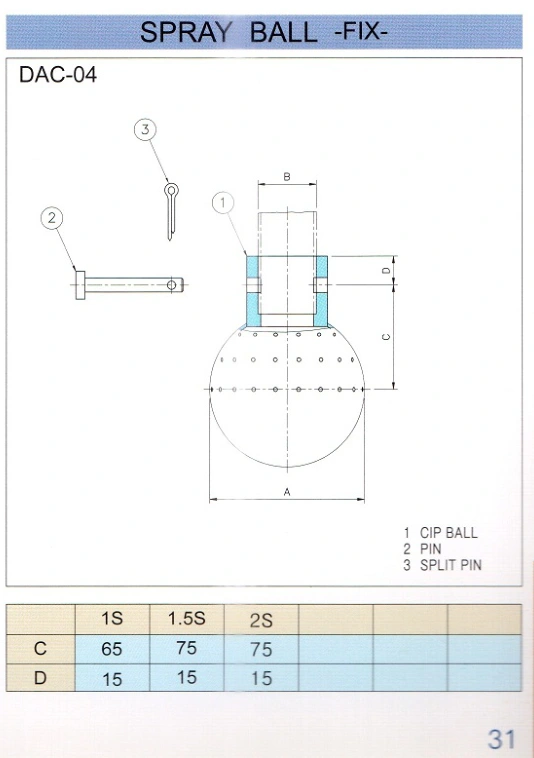 SPRAY BALL -FIX-
DAC-04
3
2
1
B
D
C
A
1 CIP BALL
2 PIN
3 SPLIT PIN
1S 1.5S 2S
C 65 75 75
D 15 15 15
31